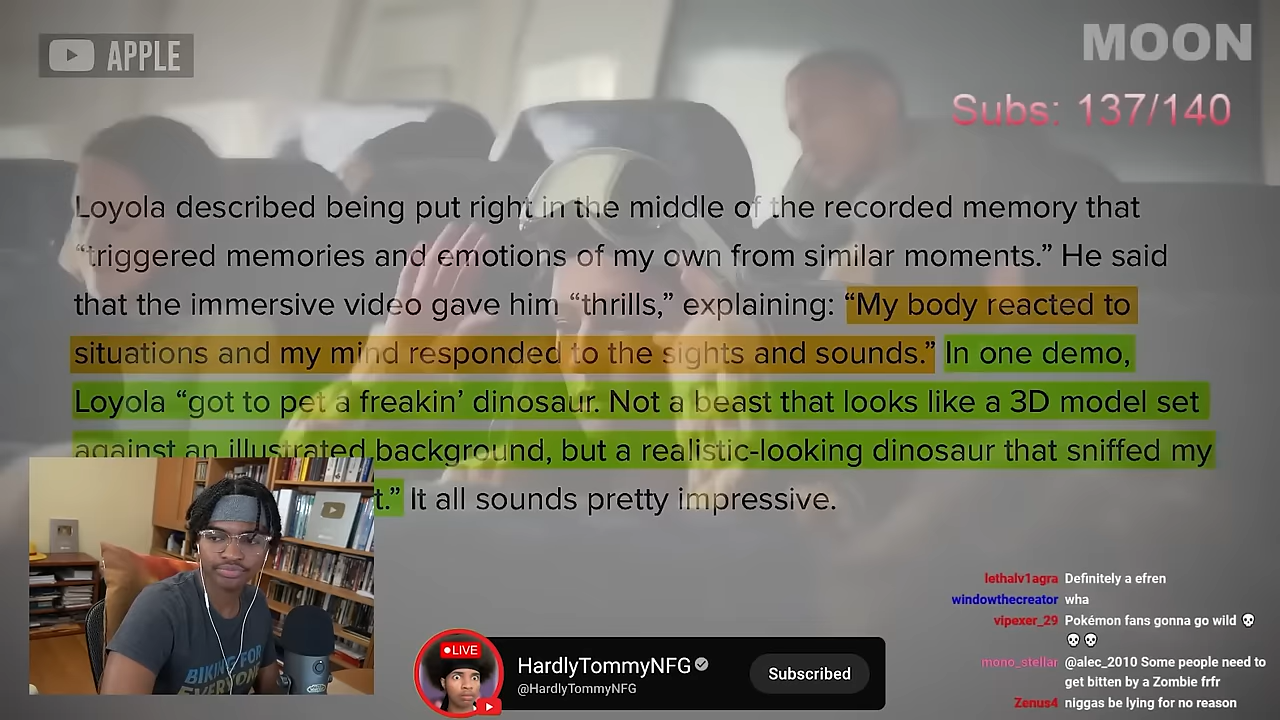 APPLE
MOON
Subs: 137/140
Loyola described being put right in the middle of the recorded memory that
“triggered memories and emotions of my own from similar moments.” He said
that the immersive video gave him “thrills,” explaining: “My body reacted to
situations and my mind responded to the sights and sounds.” In one demo,
Loyola “got to pet a freakin’ dinosaur. Not a beast that looks like a 3D model set
against an illustrated background, but a realistic-looking dinosaur that sniffed my
t.” It all sounds pretty impressive.
BIKING FOR
EVERYONE
LIVE
HardlyTommyNFG
@HardlyTommyNFG
Subscribed
lethalv1agra Definitely a efren
windowthecreator wha
vipexer_29 Pokémon fans gonna go wild 💀
💀 💀
mono_stellar @alec_2010 Some people need to
get bitten by a Zombie frfr
Zenus4 niggas be lying for no reason